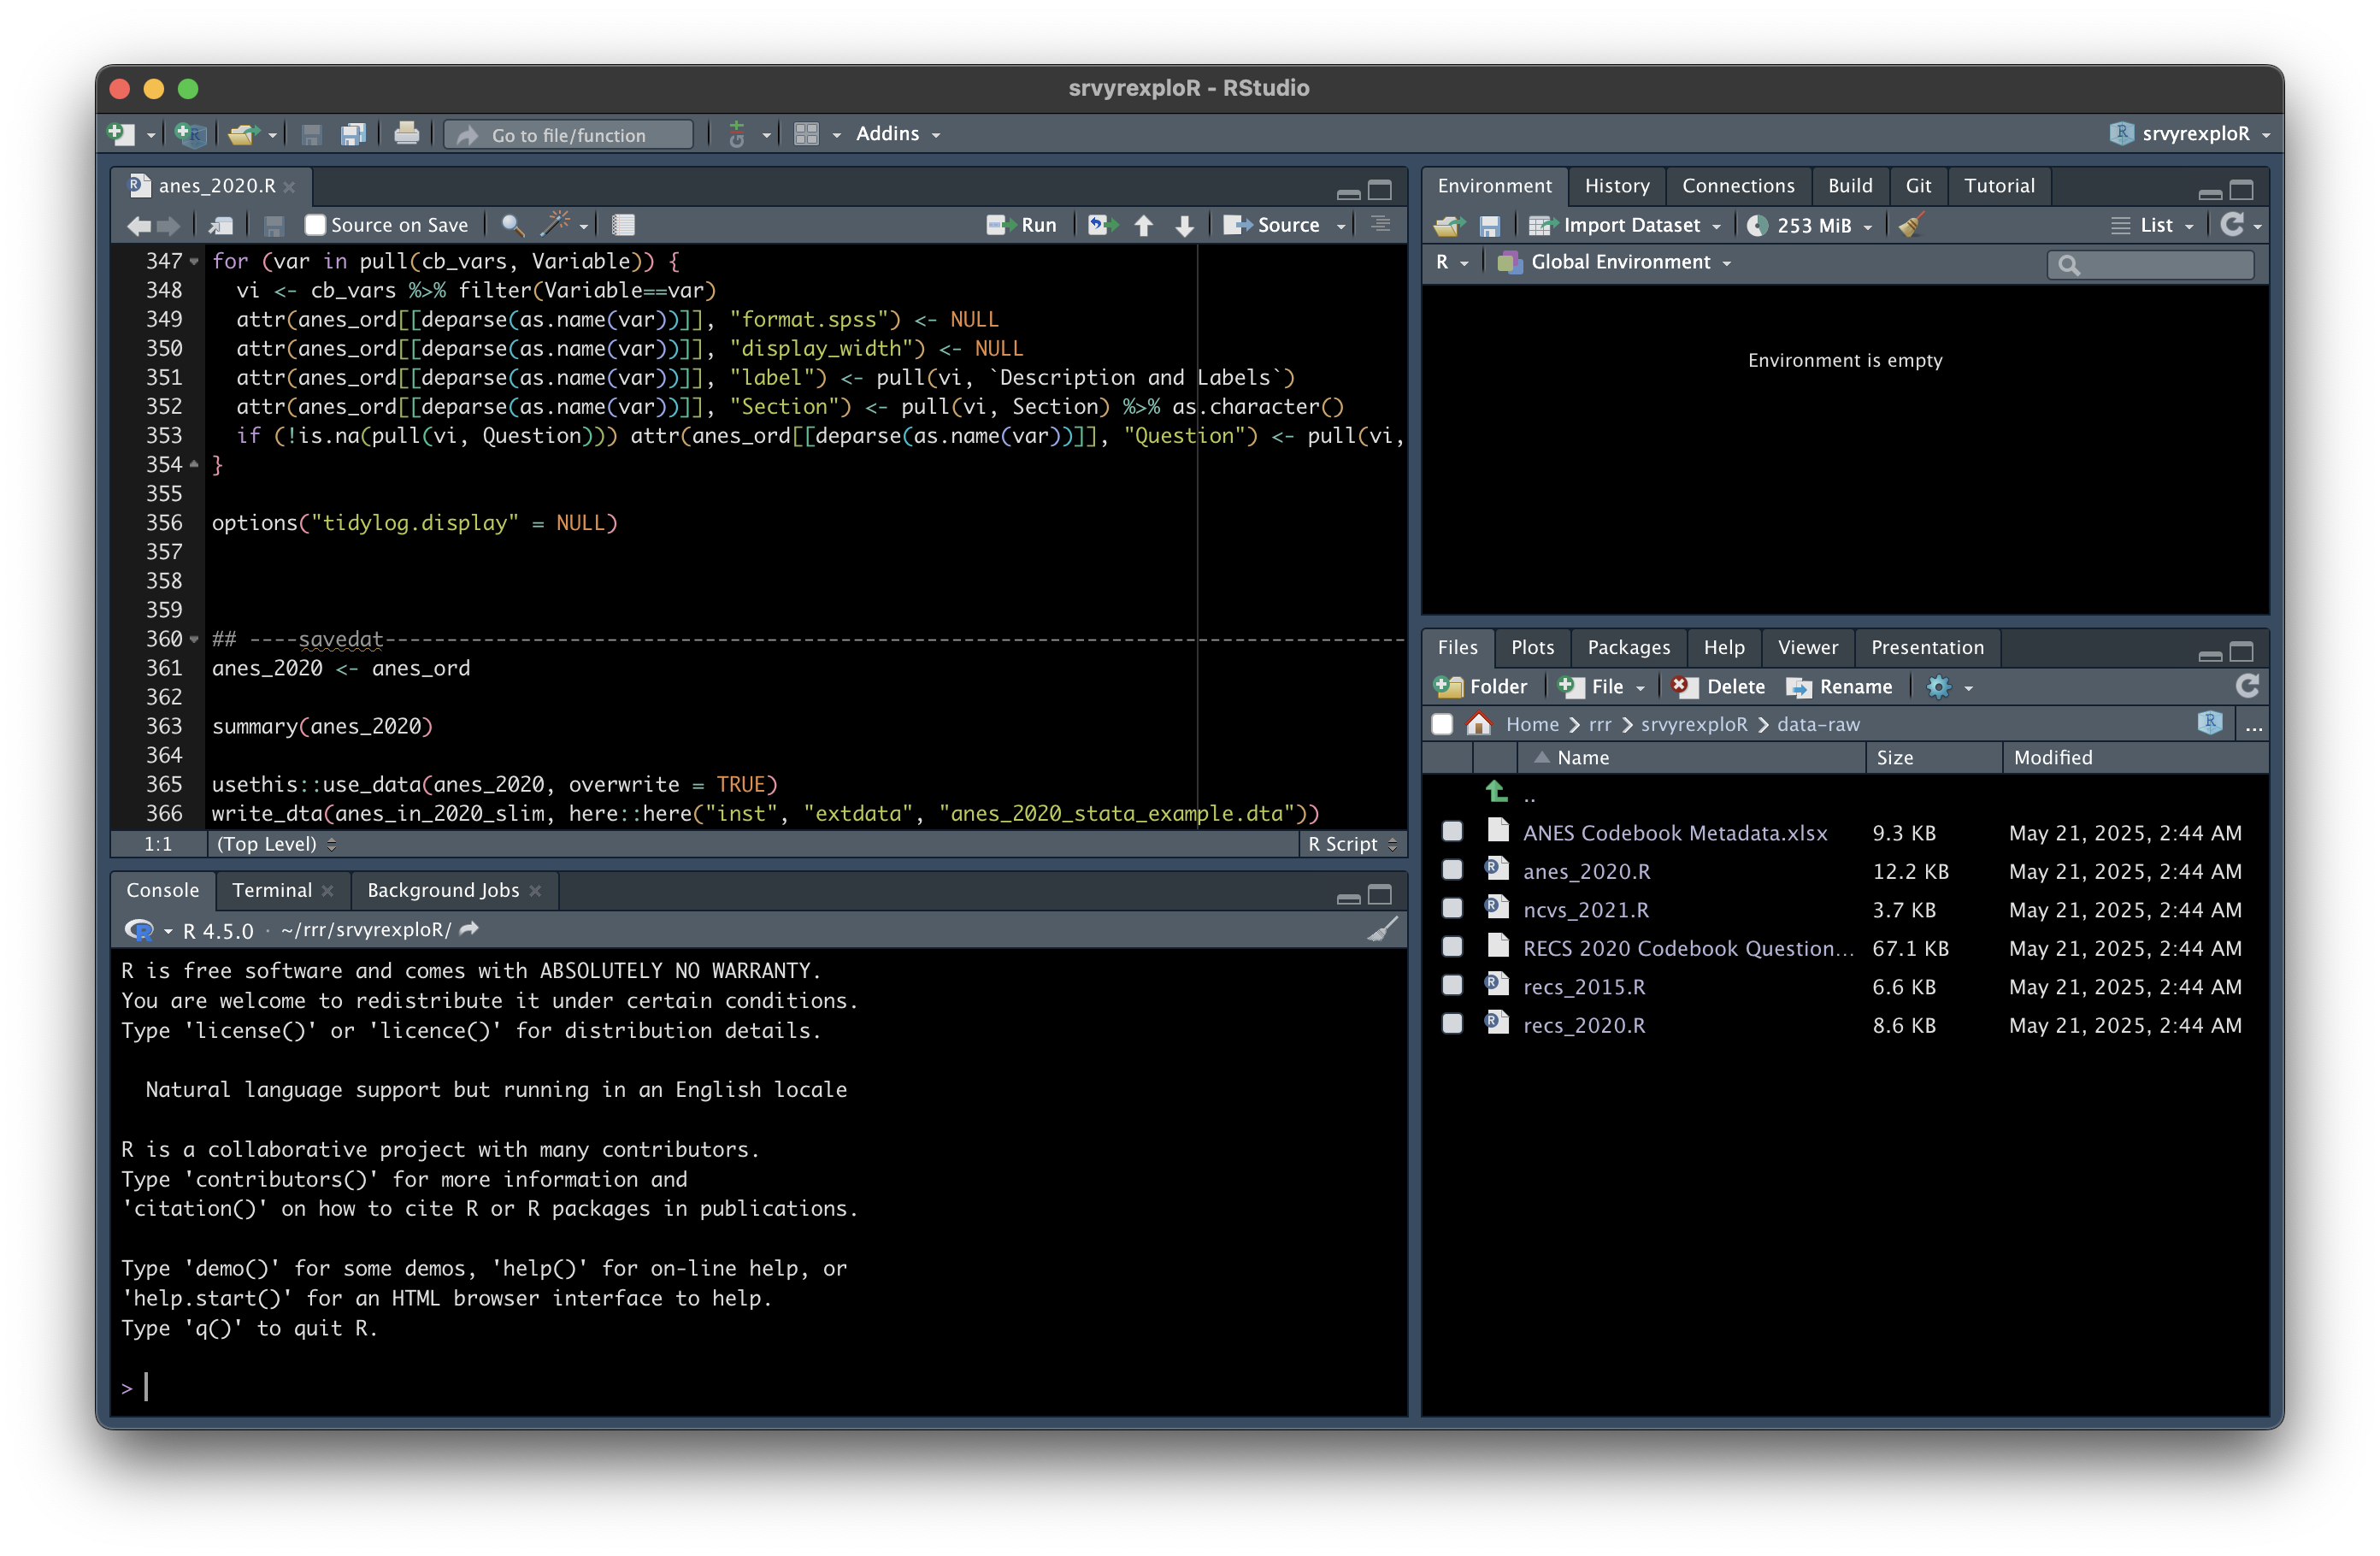 srvyrexploR - RStudio
Go to file/function
Addins
srvyrexploR
anes_2020.R
Source on Save
Run
Source
347 for (var in pull(cb_vars, Variable)) {
348 vi <- cb_vars %>% filter(Variable==var)
349 attr(anes_ord[[deparse(as.name(var))]], "format.spss") <- NULL
350 attr(anes_ord[[deparse(as.name(var))]], "display_width") <- NULL
351 attr(anes_ord[[deparse(as.name(var))]], "label") <- pull(vi, `Description and Labels`)
352 attr(anes_ord[[deparse(as.name(var))]], "Section") <- pull(vi, Section) %>% as.character()
353 if (!is.na(pull(vi, Question))) attr(anes_ord[[deparse(as.name(var))]], "Question") <- pull(vi,
354 }
355
356 options("tidylog.display" = NULL)
357
358
359
360 ## ----savedat------------------------------------------------------------------------------------
361 anes_2020 <- anes_ord
362
363 summary(anes_2020)
364
365 usethis::use_data(anes_2020, overwrite = TRUE)
366 write_dta(anes_in_2020_slim, here::here("inst", "extdata", "anes_2020_stata_example.dta"))
1:1 (Top Level) R Script
Console Terminal Background Jobs
R 4.5.0 · ~/rrr/srvyrexploR/
R is free software and comes with ABSOLUTELY NO WARRANTY.
You are welcome to redistribute it under certain conditions.
Type 'license()' or 'licence()' for distribution details.
Natural language support but running in an English locale
R is a collaborative project with many contributors.
Type 'contributors()' for more information and
'citation()' on how to cite R or R packages in publications.
Type 'demo()' for some demos, 'help()' for on-line help, or
'help.start()' for an HTML browser interface to help.
Type 'q()' to quit R.
>
Environment History Connections Build Git Tutorial
Import Dataset 253 MiB List
R Global Environment
Environment is empty
Files Plots Packages Help Viewer Presentation
Folder File Delete Rename
Home rrr srvyrexploR data-raw ...
Name Size Modified
..
ANES Codebook Metadata.xlsx 9.3 KB May 21, 2025, 2:44 AM
anes_2020.R 12.2 KB May 21, 2025, 2:44 AM
ncvs_2021.R 3.7 KB May 21, 2025, 2:44 AM
RECS 2020 Codebook Question... 67.1 KB May 21, 2025, 2:44 AM
recs_2015.R 6.6 KB May 21, 2025, 2:44 AM
recs_2020.R 8.6 KB May 21, 2025, 2:44 AM